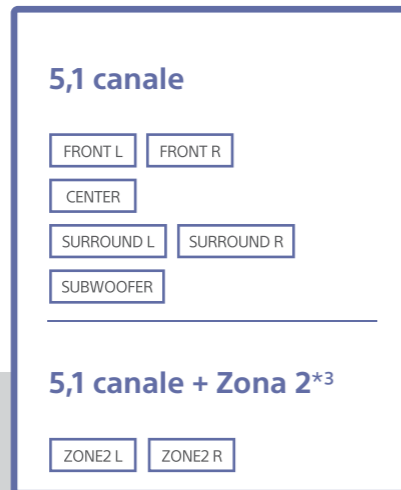 5,1 canale
FRONT L FRONT R
CENTER
SURROUND L SURROUND R
SUBWOOFER
5,1 canale + Zona 2*3
ZONE2 L ZONE2 R